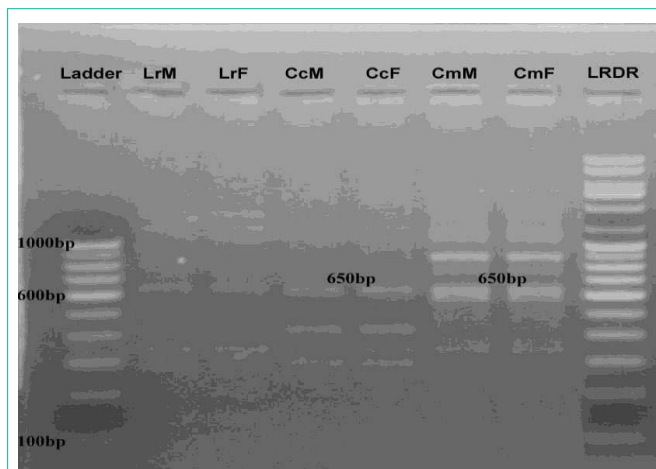 Ladder LrM LrF CcM CcF CmM CmF LRDR
1000bp
650bp 650bp
600bp
100bp